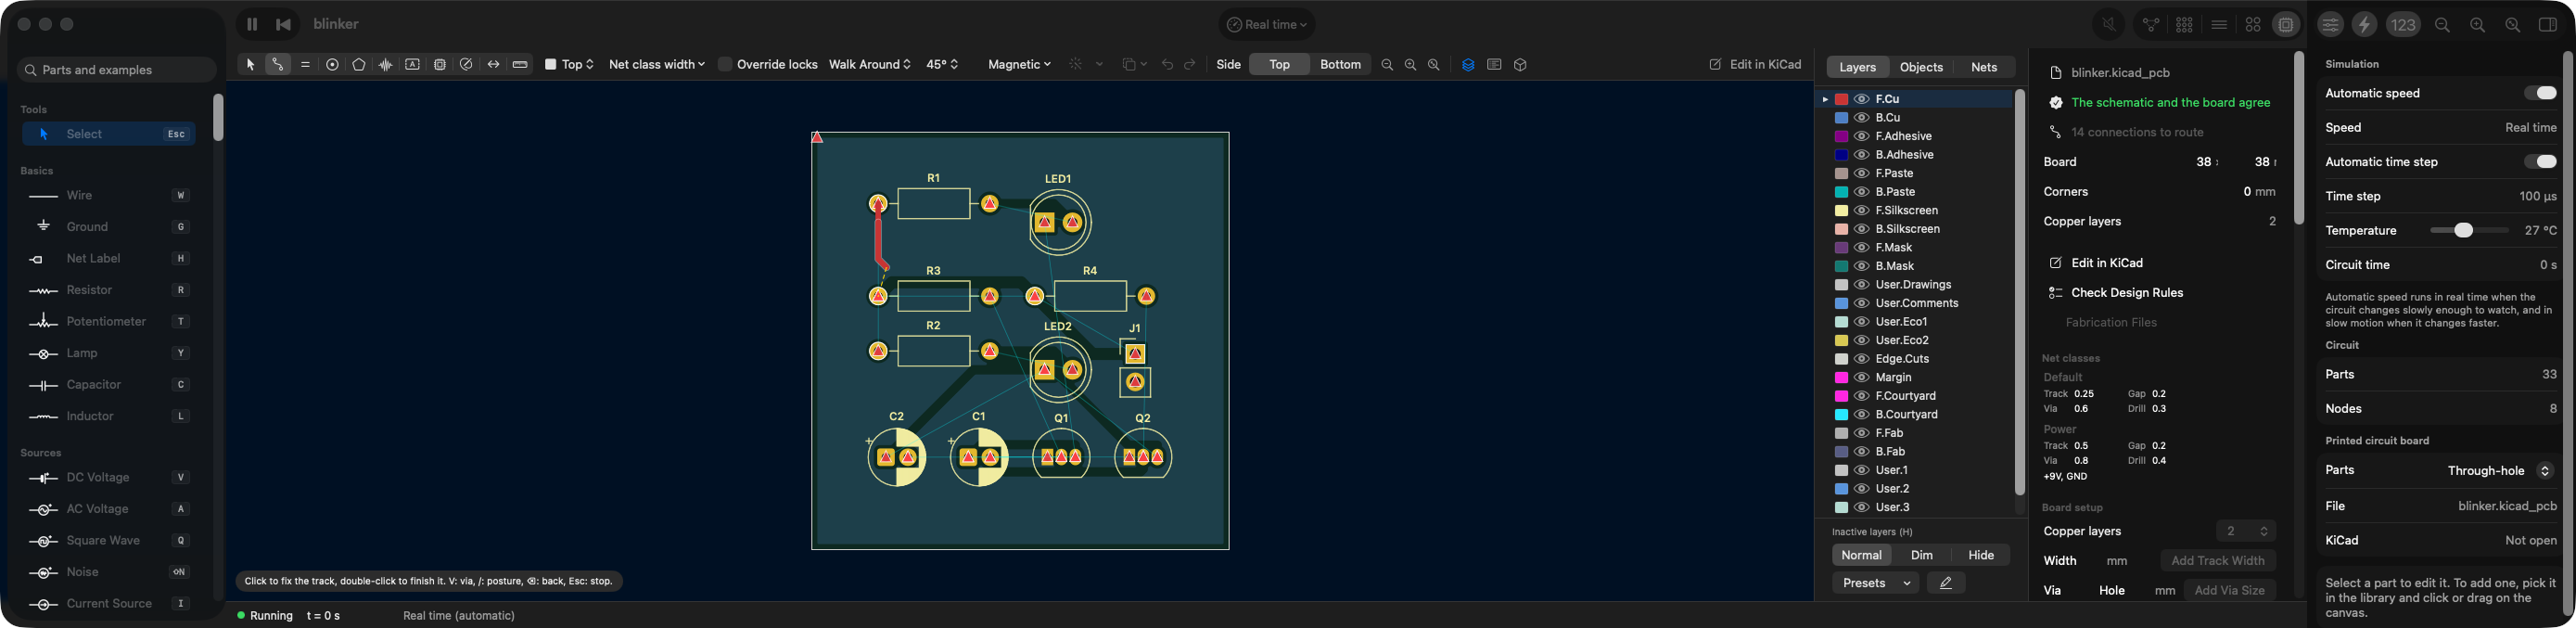 blinker
Real time
123
Parts and examples
Tools
Select Esc
Basics
Wire W
Ground G
Net Label H
Resistor R
Potentiometer T
Lamp Y
Capacitor C
Inductor L
Sources
DC Voltage V
AC Voltage A
Square Wave Q
Noise ⇧N
Current Source I
Top
Net class width
Override locks
Walk Around
45°
Magnetic
Side
Top
Bottom
Edit in KiCad
R1
LED1
R3
R4
R2
LED2
J1
C2
C1
Q1
Q2
+
+
Click to fix the track, double-click to finish it. V: via, /: posture, ⌫: back, Esc: stop.
Running t = 0 s Real time (automatic)
Layers Objects Nets
F.Cu
B.Cu
F.Adhesive
B.Adhesive
F.Paste
B.Paste
F.Silkscreen
B.Silkscreen
F.Mask
B.Mask
User.Drawings
User.Comments
User.Eco1
User.Eco2
Edge.Cuts
Margin
F.Courtyard
B.Courtyard
F.Fab
B.Fab
User.1
User.2
User.3
Inactive layers (H)
Normal Dim Hide
Presets
blinker.kicad_pcb
The schematic and the board agree
14 connections to route
Board 38 38
Corners 0 mm
Copper layers 2
Edit in KiCad
Check Design Rules
Fabrication Files
Net classes
Default
Track 0.25 Gap 0.2
Via 0.6 Drill 0.3
Power
Track 0.5 Gap 0.2
Via 0.8 Drill 0.4
+9V, GND
Board setup
Copper layers 2
Width mm Add Track Width
Via Hole mm Add Via Size
Simulation
Automatic speed
Speed Real time
Automatic time step
Time step 100 µs
Temperature 27 °C
Circuit time 0 s
Automatic speed runs in real time when the
circuit changes slowly enough to watch, and in
slow motion when it changes faster.
Circuit
Parts 33
Nodes 8
Printed circuit board
Parts Through-hole
File blinker.kicad_pcb
KiCad Not open
Select a part to edit it. To add one, pick it
in the library and click or drag on the
canvas.